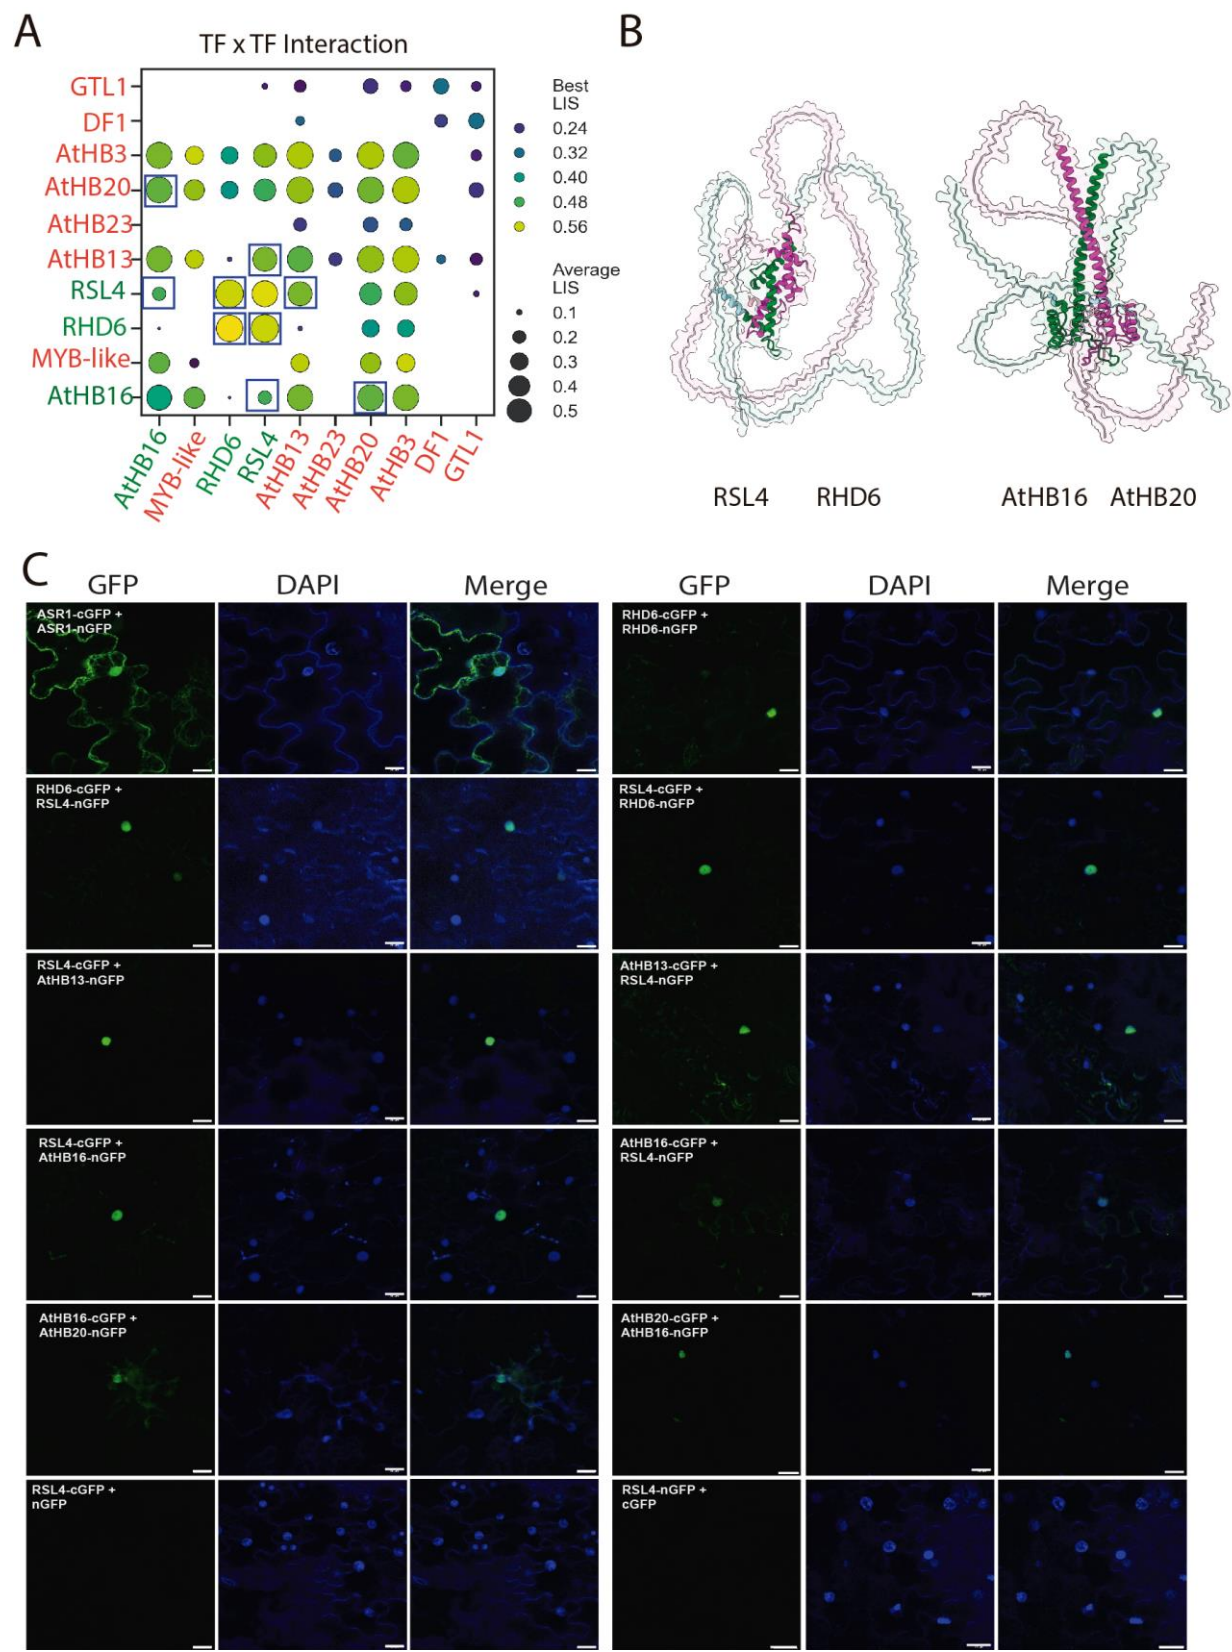 A
B
TF x TF Interaction
GTL1
DF1
AtHB3
AtHB20
AtHB23
AtHB13
RSL4
RHD6
MYB-like
AtHB16
AtHB16
MYB-like
RHD6
RSL4
AtHB13
AtHB23
AtHB20
AtHB3
DF1
GTL1
Best
LIS
0.24
0.32
0.40
0.48
0.56
Average
LIS
0.1
0.2
0.3
0.4
0.5
RSL4 RHD6
AtHB16 AtHB20
C
GFP DAPI Merge GFP DAPI Merge
ASR1-cGFP +
ASR1-nGFP
RHD6-cGFP +
RHD6-nGFP
RHD6-cGFP +
RSL4-nGFP
RSL4-cGFP +
RHD6-nGFP
RSL4-cGFP +
AtHB13-nGFP
AtHB13-cGFP +
RSL4-nGFP
RSL4-cGFP +
AtHB16-nGFP
AtHB16-cGFP +
RSL4-nGFP
AtHB16-cGFP +
AtHB20-nGFP
AtHB20-cGFP +
AtHB16-nGFP
RSL4-cGFP +
nGFP
RSL4-nGFP +
cGFP